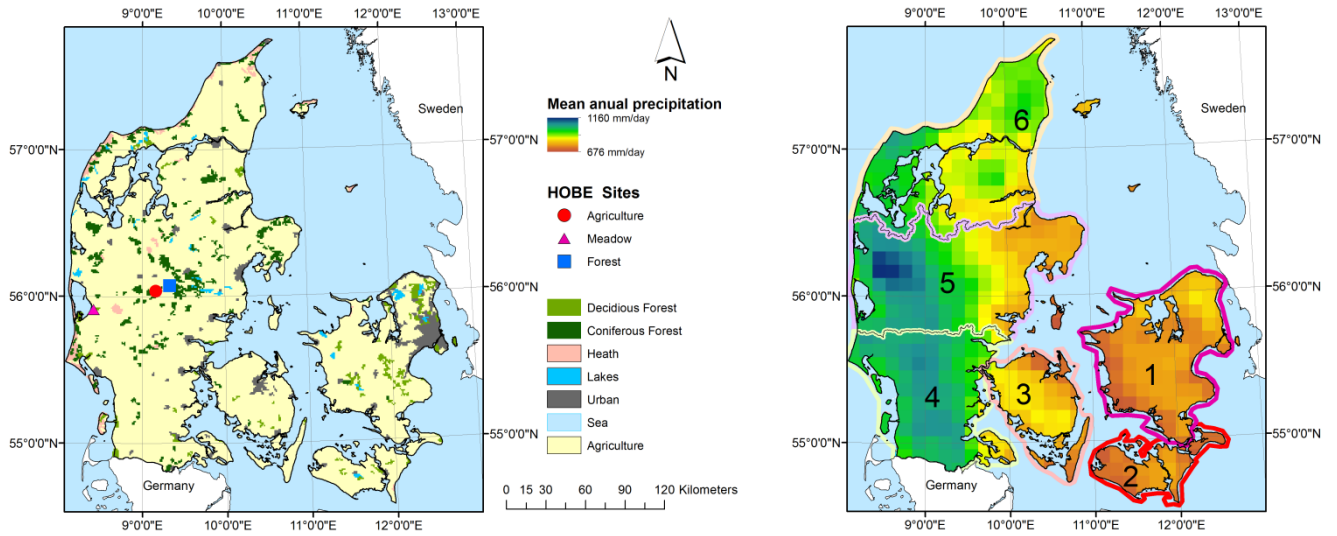 9°0'0"E 10°0'0"E 11°0'0"E 12°0'0"E 13°0'0"E
57°0'0"N
56°0'0"N
55°0'0"N
Sweden
57°0'0"N
56°0'0"N
55°0'0"N
Germany
9°0'0"E 10°0'0"E 11°0'0"E 12°0'0"E
N
Mean anual precipitation
1160 mm/day
676 mm/day
HOBE Sites
Agriculture
Meadow
Forest
Decidious Forest
Coniferous Forest
Heath
Lakes
Urban
Sea
Agriculture
0 15 30 60 90 120 Kilometers
9°0'0"E 10°0'0"E 11°0'0"E 12°0'0"E 13°0'0"E
57°0'0"N
56°0'0"N
55°0'0"N
Sweden
6
5
4
3
1
2
57°0'0"N
56°0'0"N
55°0'0"N
Germany
9°0'0"E 10°0'0"E 11°0'0"E 12°0'0"E